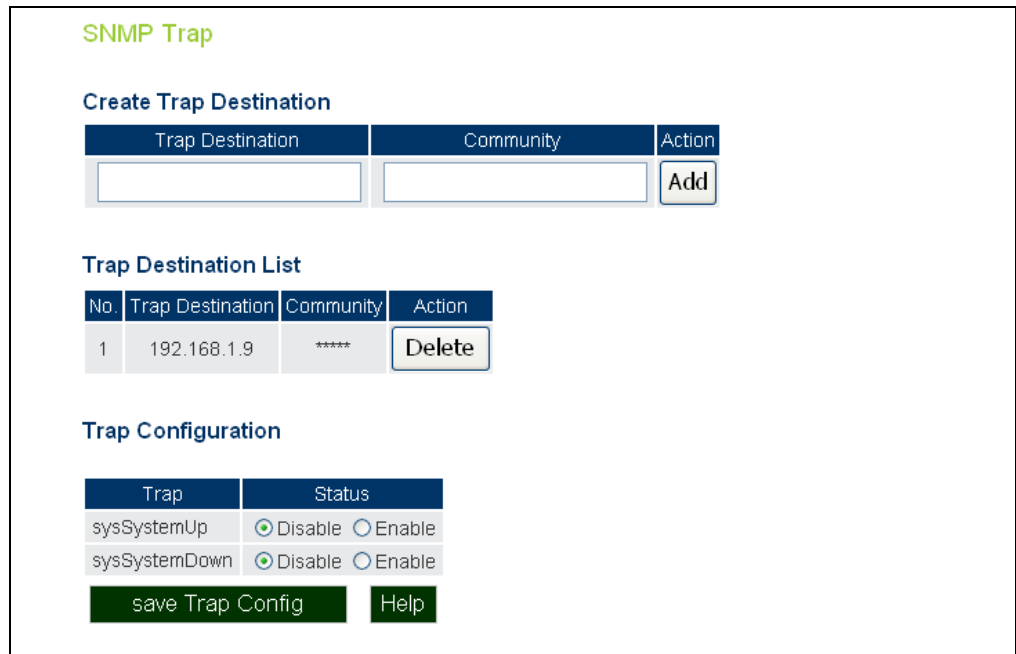 SNMP Trap
Create Trap Destination
Trap Destination Community Action
Add
Trap Destination List
No. Trap Destination Community Action
1 192.168.1.9 ***** Delete
Trap Configuration
Trap Status
sysSystemUp Disable Enable
sysSystemDown Disable Enable
save Trap Config Help